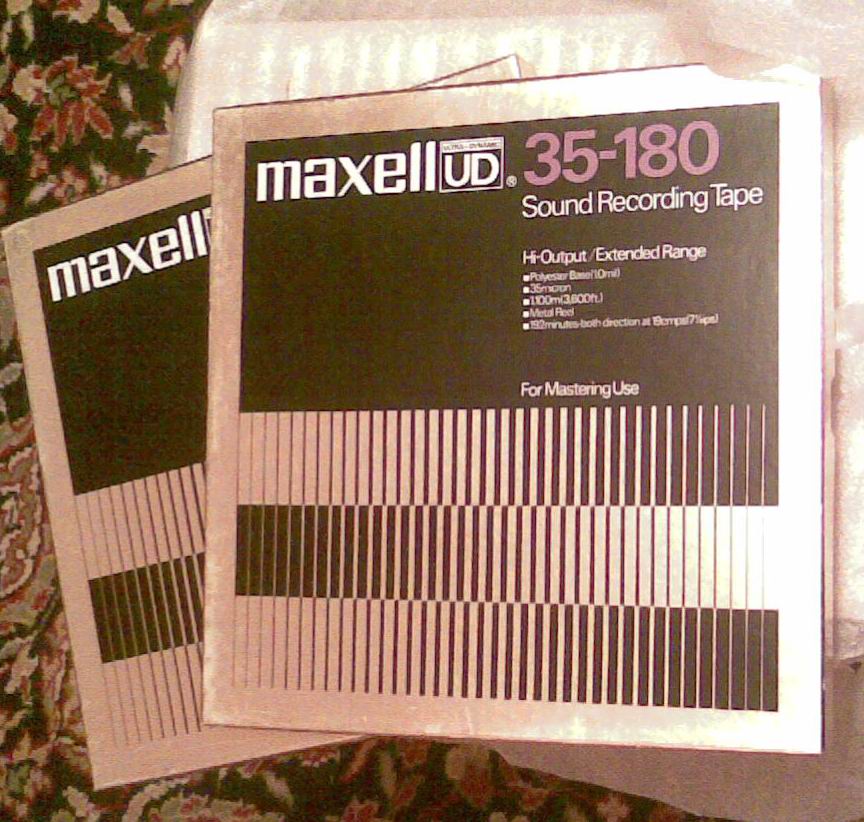 maxell UD® 35-180
ULTRA-DYNAMIC
Sound Recording Tape
Hi-Output/Extended Range
■Polyester Base(1.0mil)
■35micron
■1,100m(3,600ft.)
■Metal Reel
■192minutes-both direction at 19cmps(7½ips)
For Mastering Use
maxell